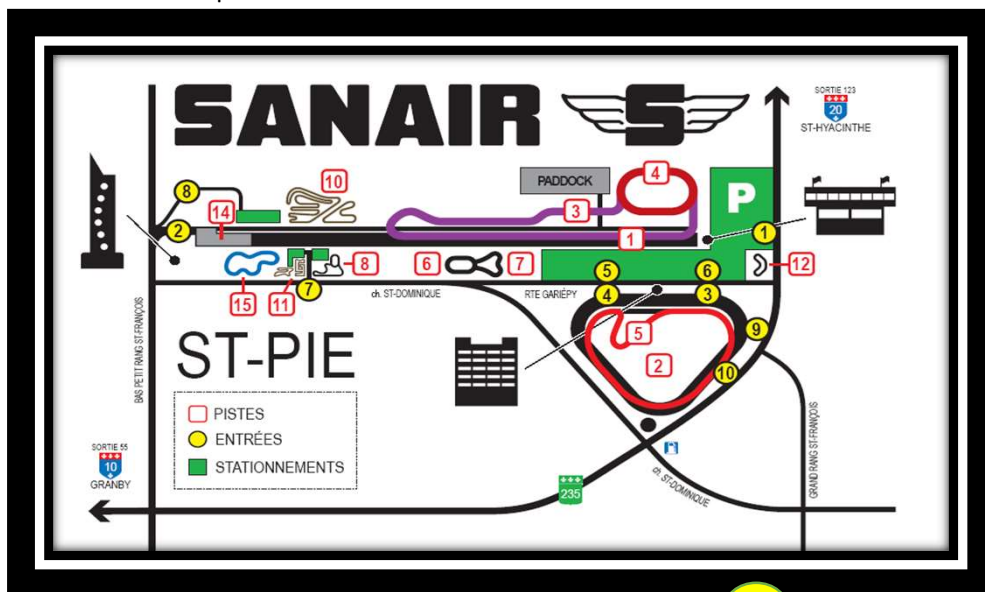 SANAIR S
SORTIE 123
20
ST-HYACINTHE
10
4
PADDOCK
P
8
3
14
2
1
1
8
6
7
5
6
12
15
11
7
ch. ST-DOMINIQUE
RTE GARIÉPY
4
3
BAS PETIT RANG ST-FRANÇOIS
5
9
ST-PIE
2
10
PISTES
ENTRÉES
STATIONNEMENTS
SORTIE 55
10
GRANBY
235
ch. ST-DOMINIQUE
GRAND RANG ST-FRANÇOIS